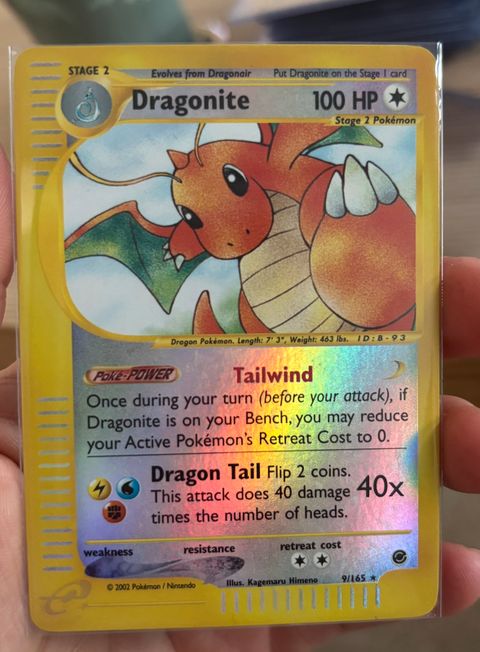 STAGE 2 Evolves from Dragonair Put Dragonite on the Stage 1 card
Dragonite 100 HP
Stage 2 Pokémon
Dragon Pokémon. Length: 7' 3", Weight: 463 lbs. ID: B-93
Poké-POWER Tailwind
Once during your turn (before your attack), if
Dragonite is on your Bench, you may reduce
your Active Pokémon's Retreat Cost to 0.
Dragon Tail Flip 2 coins.
This attack does 40 damage 40x
times the number of heads.
weakness resistance retreat cost
© 2002 Pokémon / Nintendo Illus. Kagemaru Himeno 9/165 ★
e